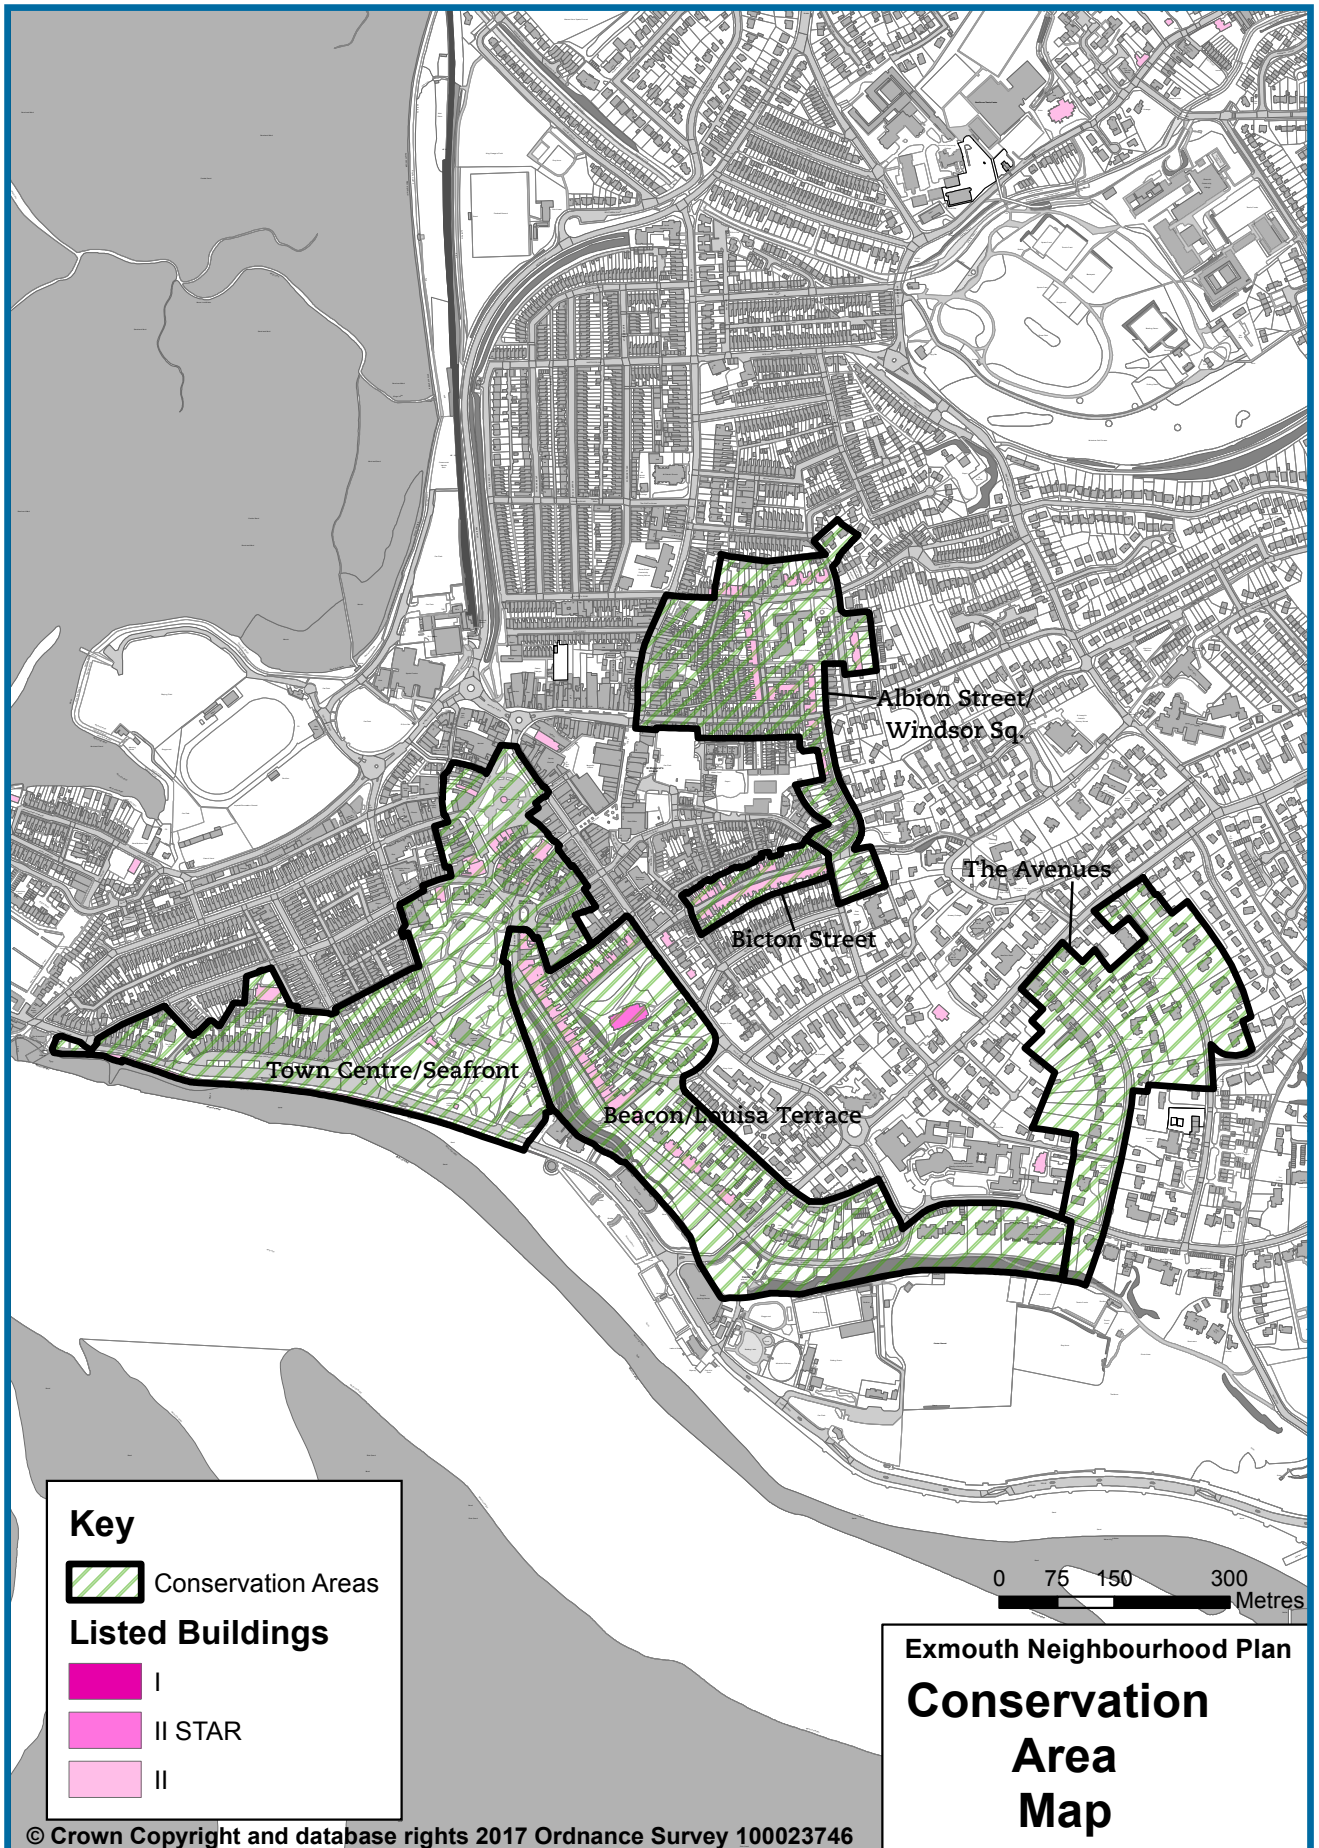 Albion Street/
Windsor Sq.
The Avenues
Bicton Street
Town Centre/Seafront
Beacon/Louisa Terrace
Key
Conservation Areas
Listed Buildings
I
II STAR
II
0 75 150 300
Metres
Exmouth Neighbourhood Plan
Conservation
Area
Map
© Crown Copyright and database rights 2017 Ordnance Survey 100023746